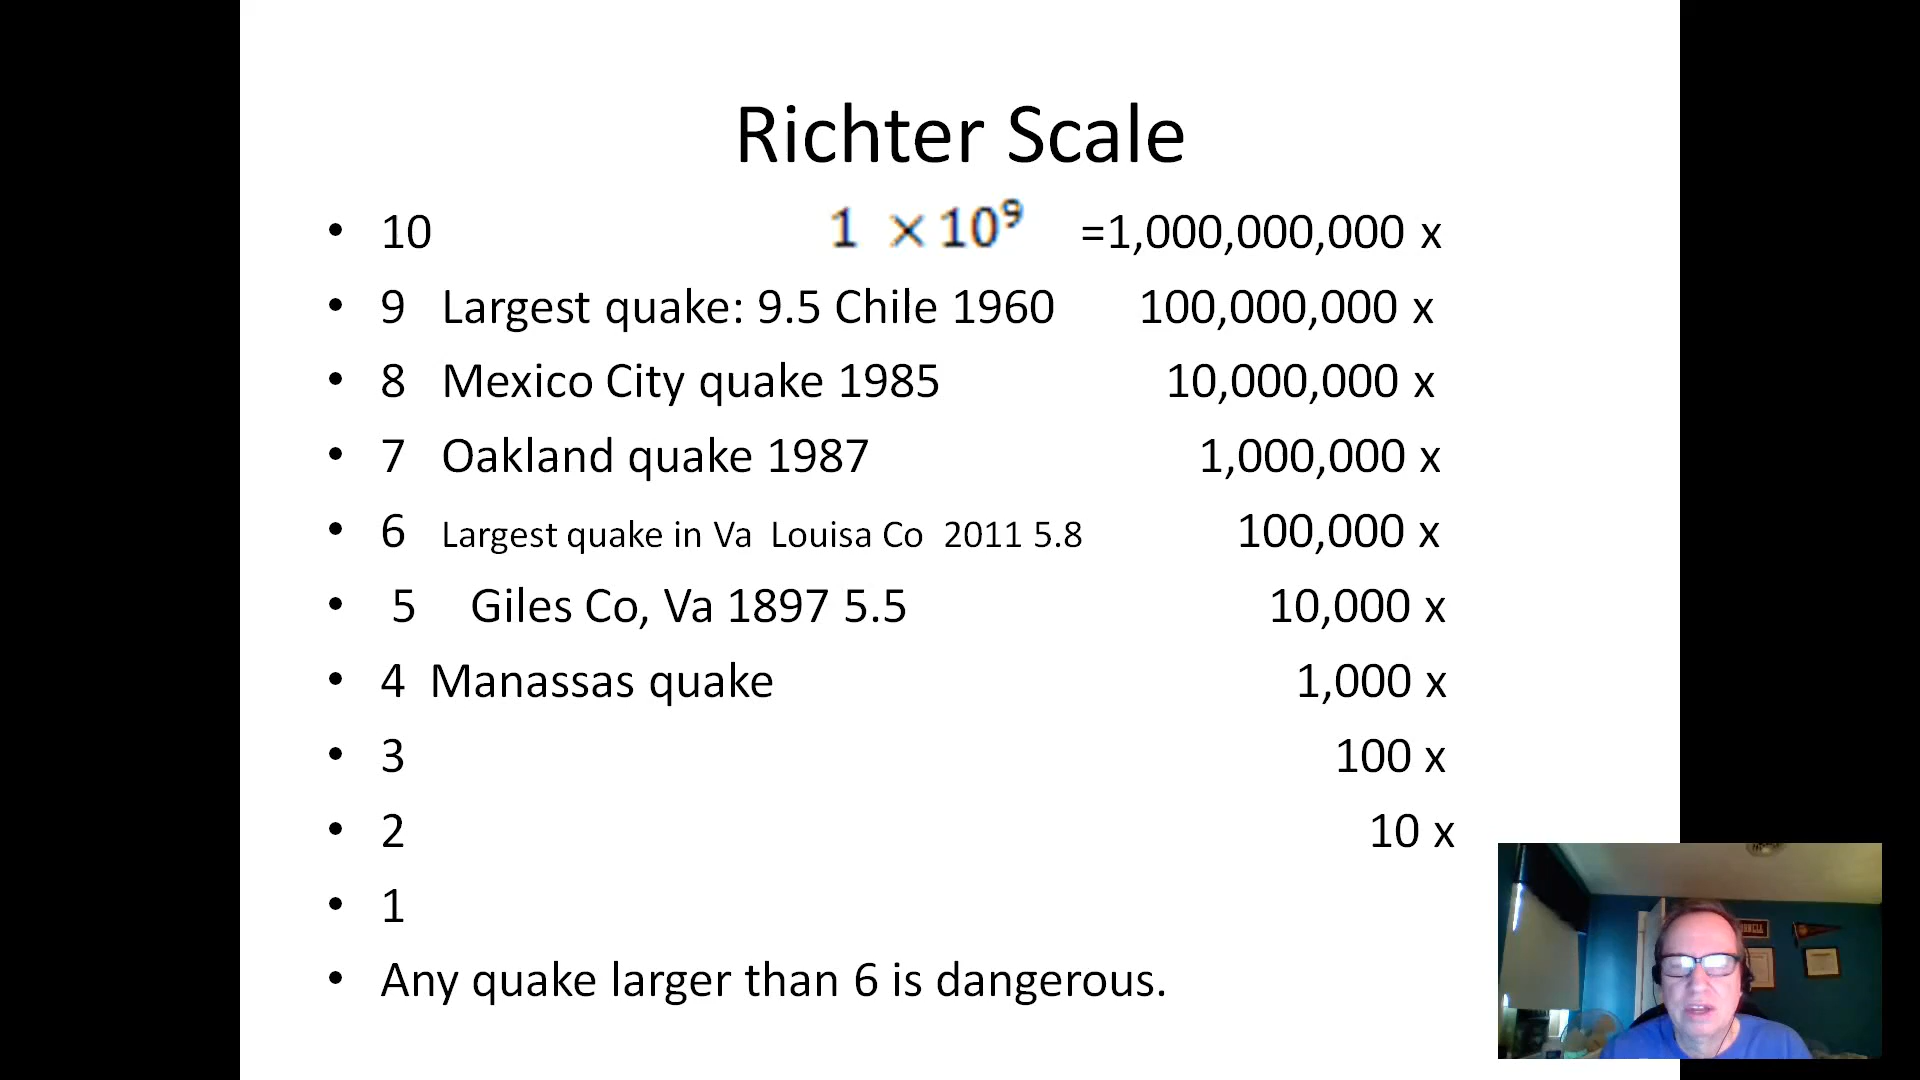 Richter Scale
• 10 1 ×10⁹ =1,000,000,000 x
• 9 Largest quake: 9.5 Chile 1960 100,000,000 x
• 8 Mexico City quake 1985 10,000,000 x
• 7 Oakland quake 1987 1,000,000 x
• 6 Largest quake in Va Louisa Co 2011 5.8 100,000 x
• 5 Giles Co, Va 1897 5.5 10,000 x
• 4 Manassas quake 1,000 x
• 3 100 x
• 2 10 x
• 1
• Any quake larger than 6 is dangerous.